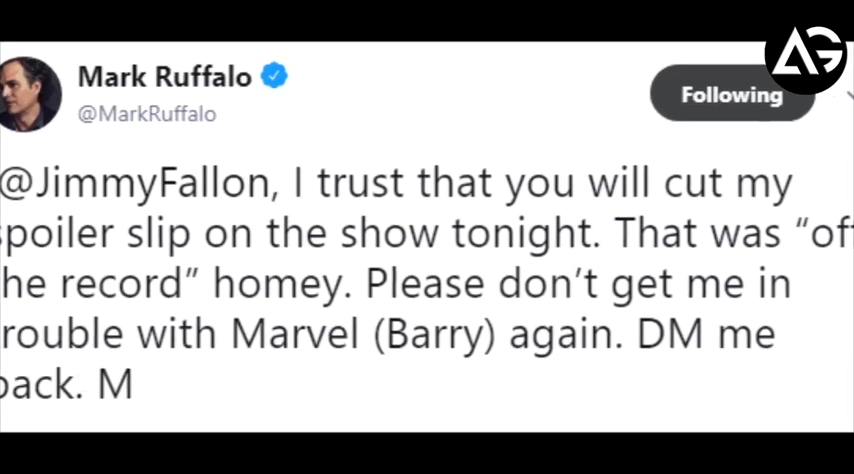 AG
Mark Ruffalo
@MarkRuffalo
Following
@JimmyFallon, I trust that you will cut my
spoiler slip on the show tonight. That was “off
the record” homey. Please don’t get me in
trouble with Marvel (Barry) again. DM me
back. M